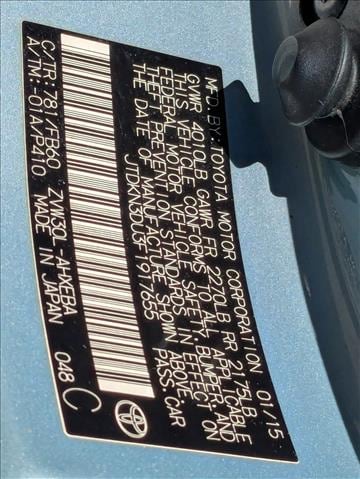 MFD BY: TOYOTA MOTOR CORPORATION 01/15
GVWR 4010LB GAWR FR 2270LB RR 2175LB
THIS VEHICLE CONFORMS TO ALL APPLICABLE
FEDERAL MOTOR VEHICLE SAFETY, BUMPER, AND
THEFT PREVENTION STANDARDS IN EFFECT ON
THE DATE OF MANUFACTURE SHOWN ABOVE.
JTDKN3DU3F1917655 PASS.CAR
C/TR: 781/FB60 ZVW30L-AHXEBA 048 C
A/TM: -01A/P410 MADE IN JAPAN